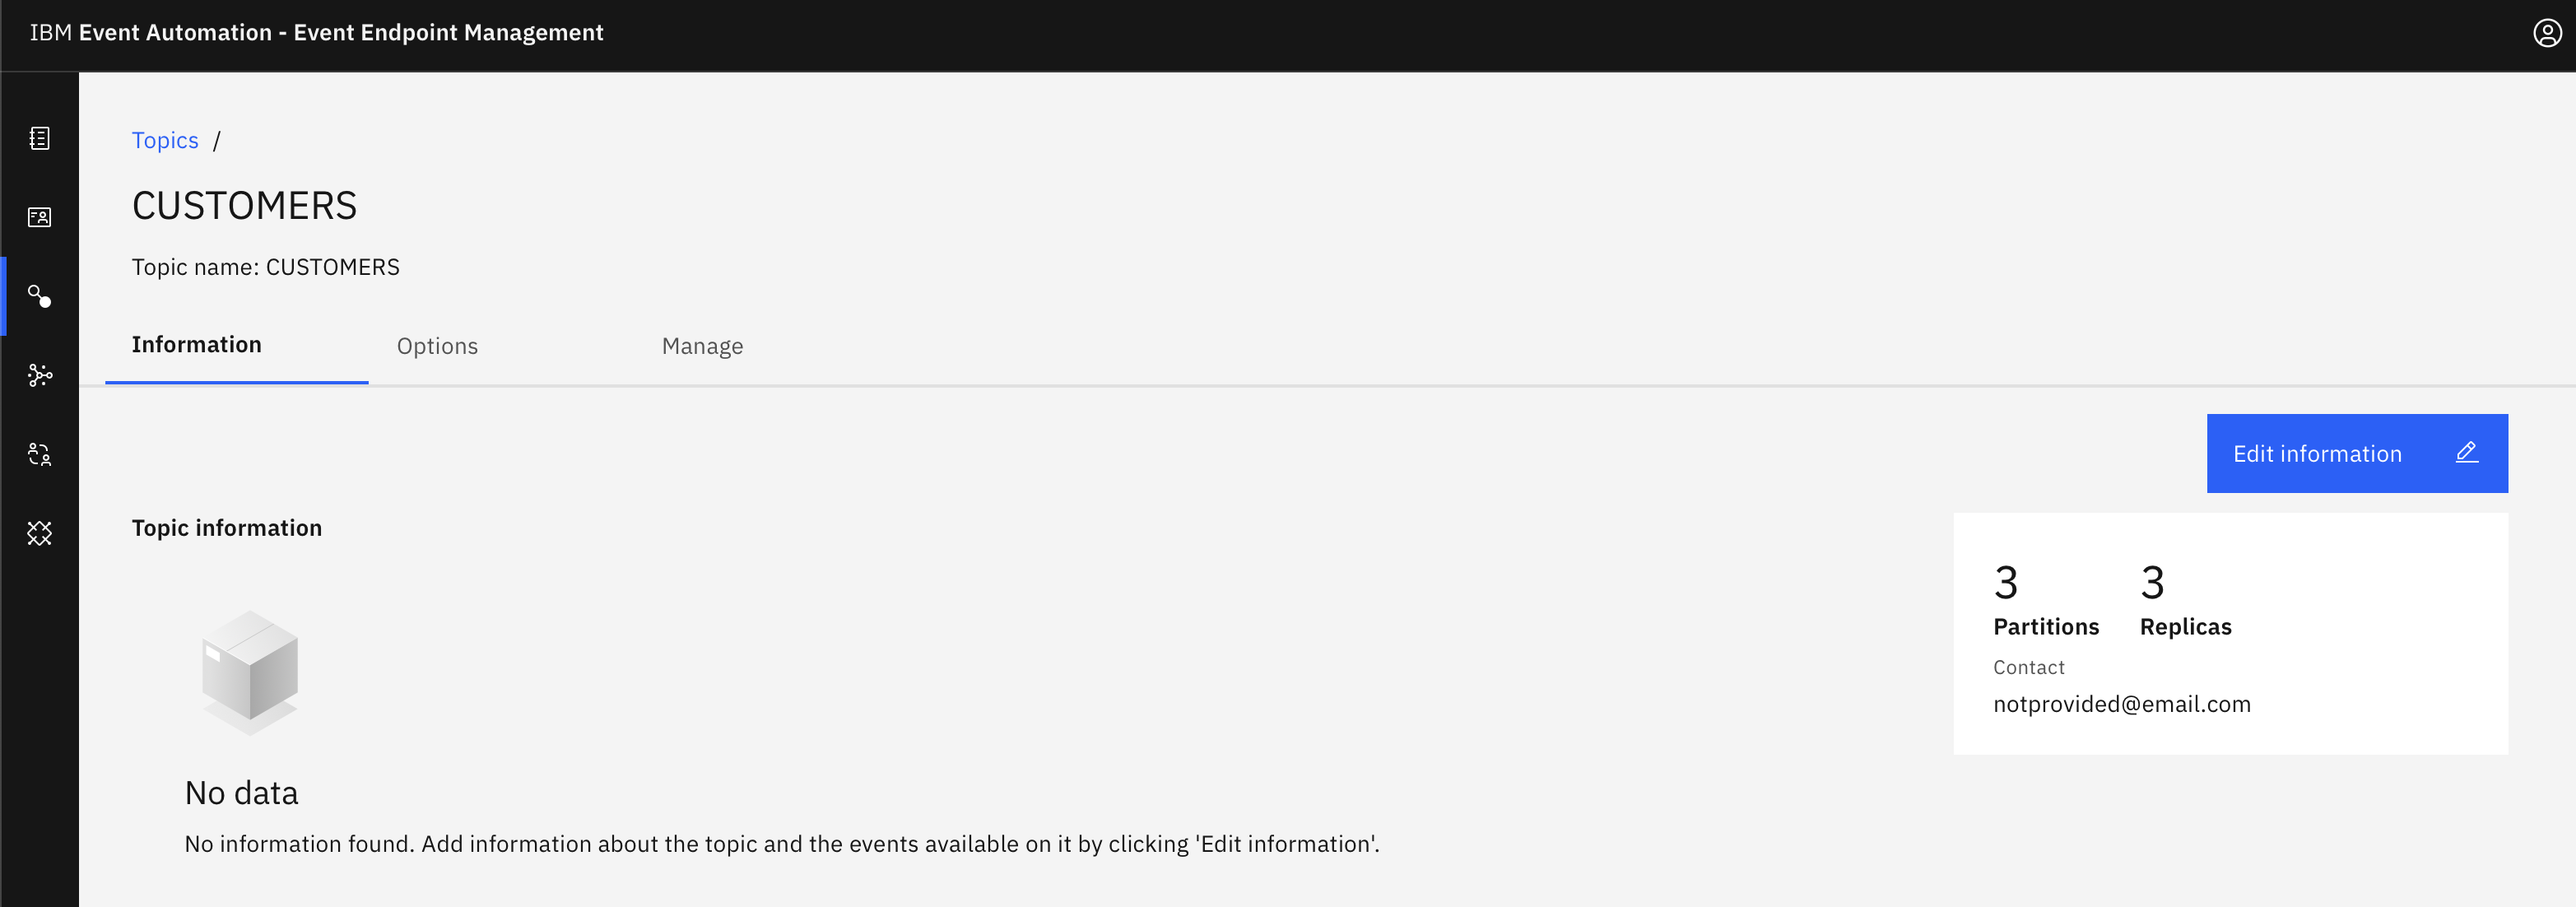 IBM Event Automation - Event Endpoint Management
Topics /
CUSTOMERS
Topic name: CUSTOMERS
Information
Options
Manage
Edit information
Topic information
3
3
Partitions
Replicas
Contact
notprovided@email.com
No data
No information found. Add information about the topic and the events available on it by clicking 'Edit information'.